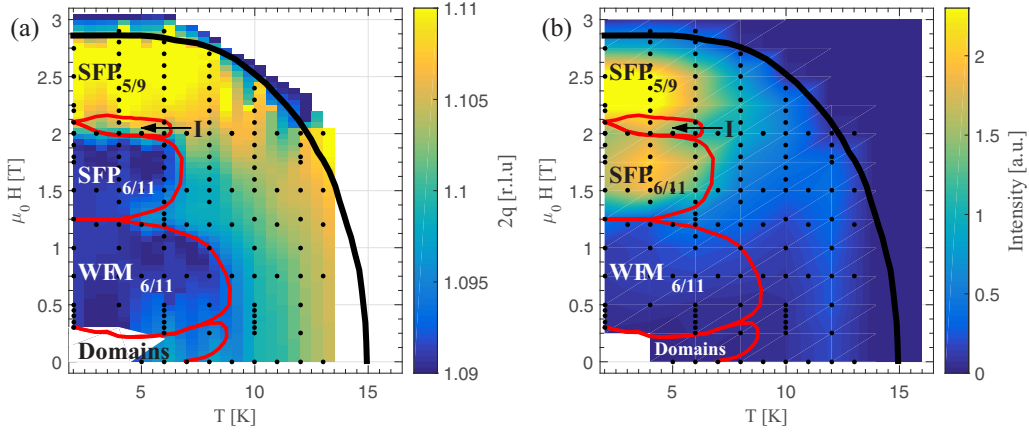 (a)
3
2.5
2
1.5
1
0.5
0
μ0 H [T]
SFP5/9
I
SFP6/11
WFM6/11
Domains
5
10
15
T [K]
1.11
1.105
1.1
1.095
1.09
2q [r.l.u]
(b)
3
2.5
2
1.5
1
0.5
0
μ0 H [T]
SFP5/9
I
SFP6/11
WFM6/11
Domains
5
10
15
T [K]
2
1.5
1
0.5
0
Intensity [a.u.]